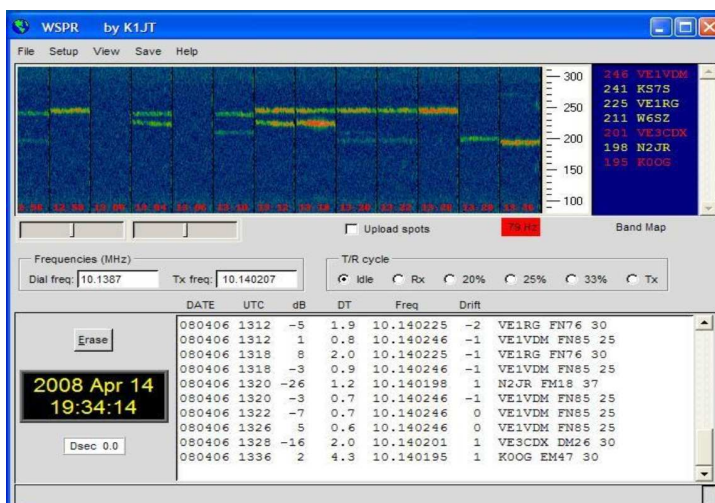 WSPR by K1JT
File Setup View Save Help
300
250
200
150
100
246 VE1VDM
241 KS7S
225 VE1RG
211 W6SZ
201 VE3CDX
198 N2JR
195 K0OG
Upload spots
79 Hz
Band Map
Frequencies (MHz)
Dial freq: 10.1387 Tx freq: 10.140207
T/R cycle
Idle Rx 20% 25% 33% Tx
DATE UTC dB DT Freq Drift
Erase
2008 Apr 14
19:34:14
Dsec 0.0
080406 1312 -5 1.9 10.140225 -2 VE1RG FN76 30
080406 1312 1 0.8 10.140246 -1 VE1VDM FN85 25
080406 1318 8 2.0 10.140225 -1 VE1RG FN76 30
080406 1318 -3 0.9 10.140246 -1 VE1VDM FN85 25
080406 1320 -26 1.2 10.140198 1 N2JR FM18 37
080406 1320 -3 0.7 10.140246 -1 VE1VDM FN85 25
080406 1322 -7 0.7 10.140246 0 VE1VDM FN85 25
080406 1326 5 0.6 10.140246 0 VE1VDM FN85 25
080406 1328 -16 2.0 10.140201 1 VE3CDX DM26 30
080406 1336 2 4.3 10.140195 1 K0OG EM47 30